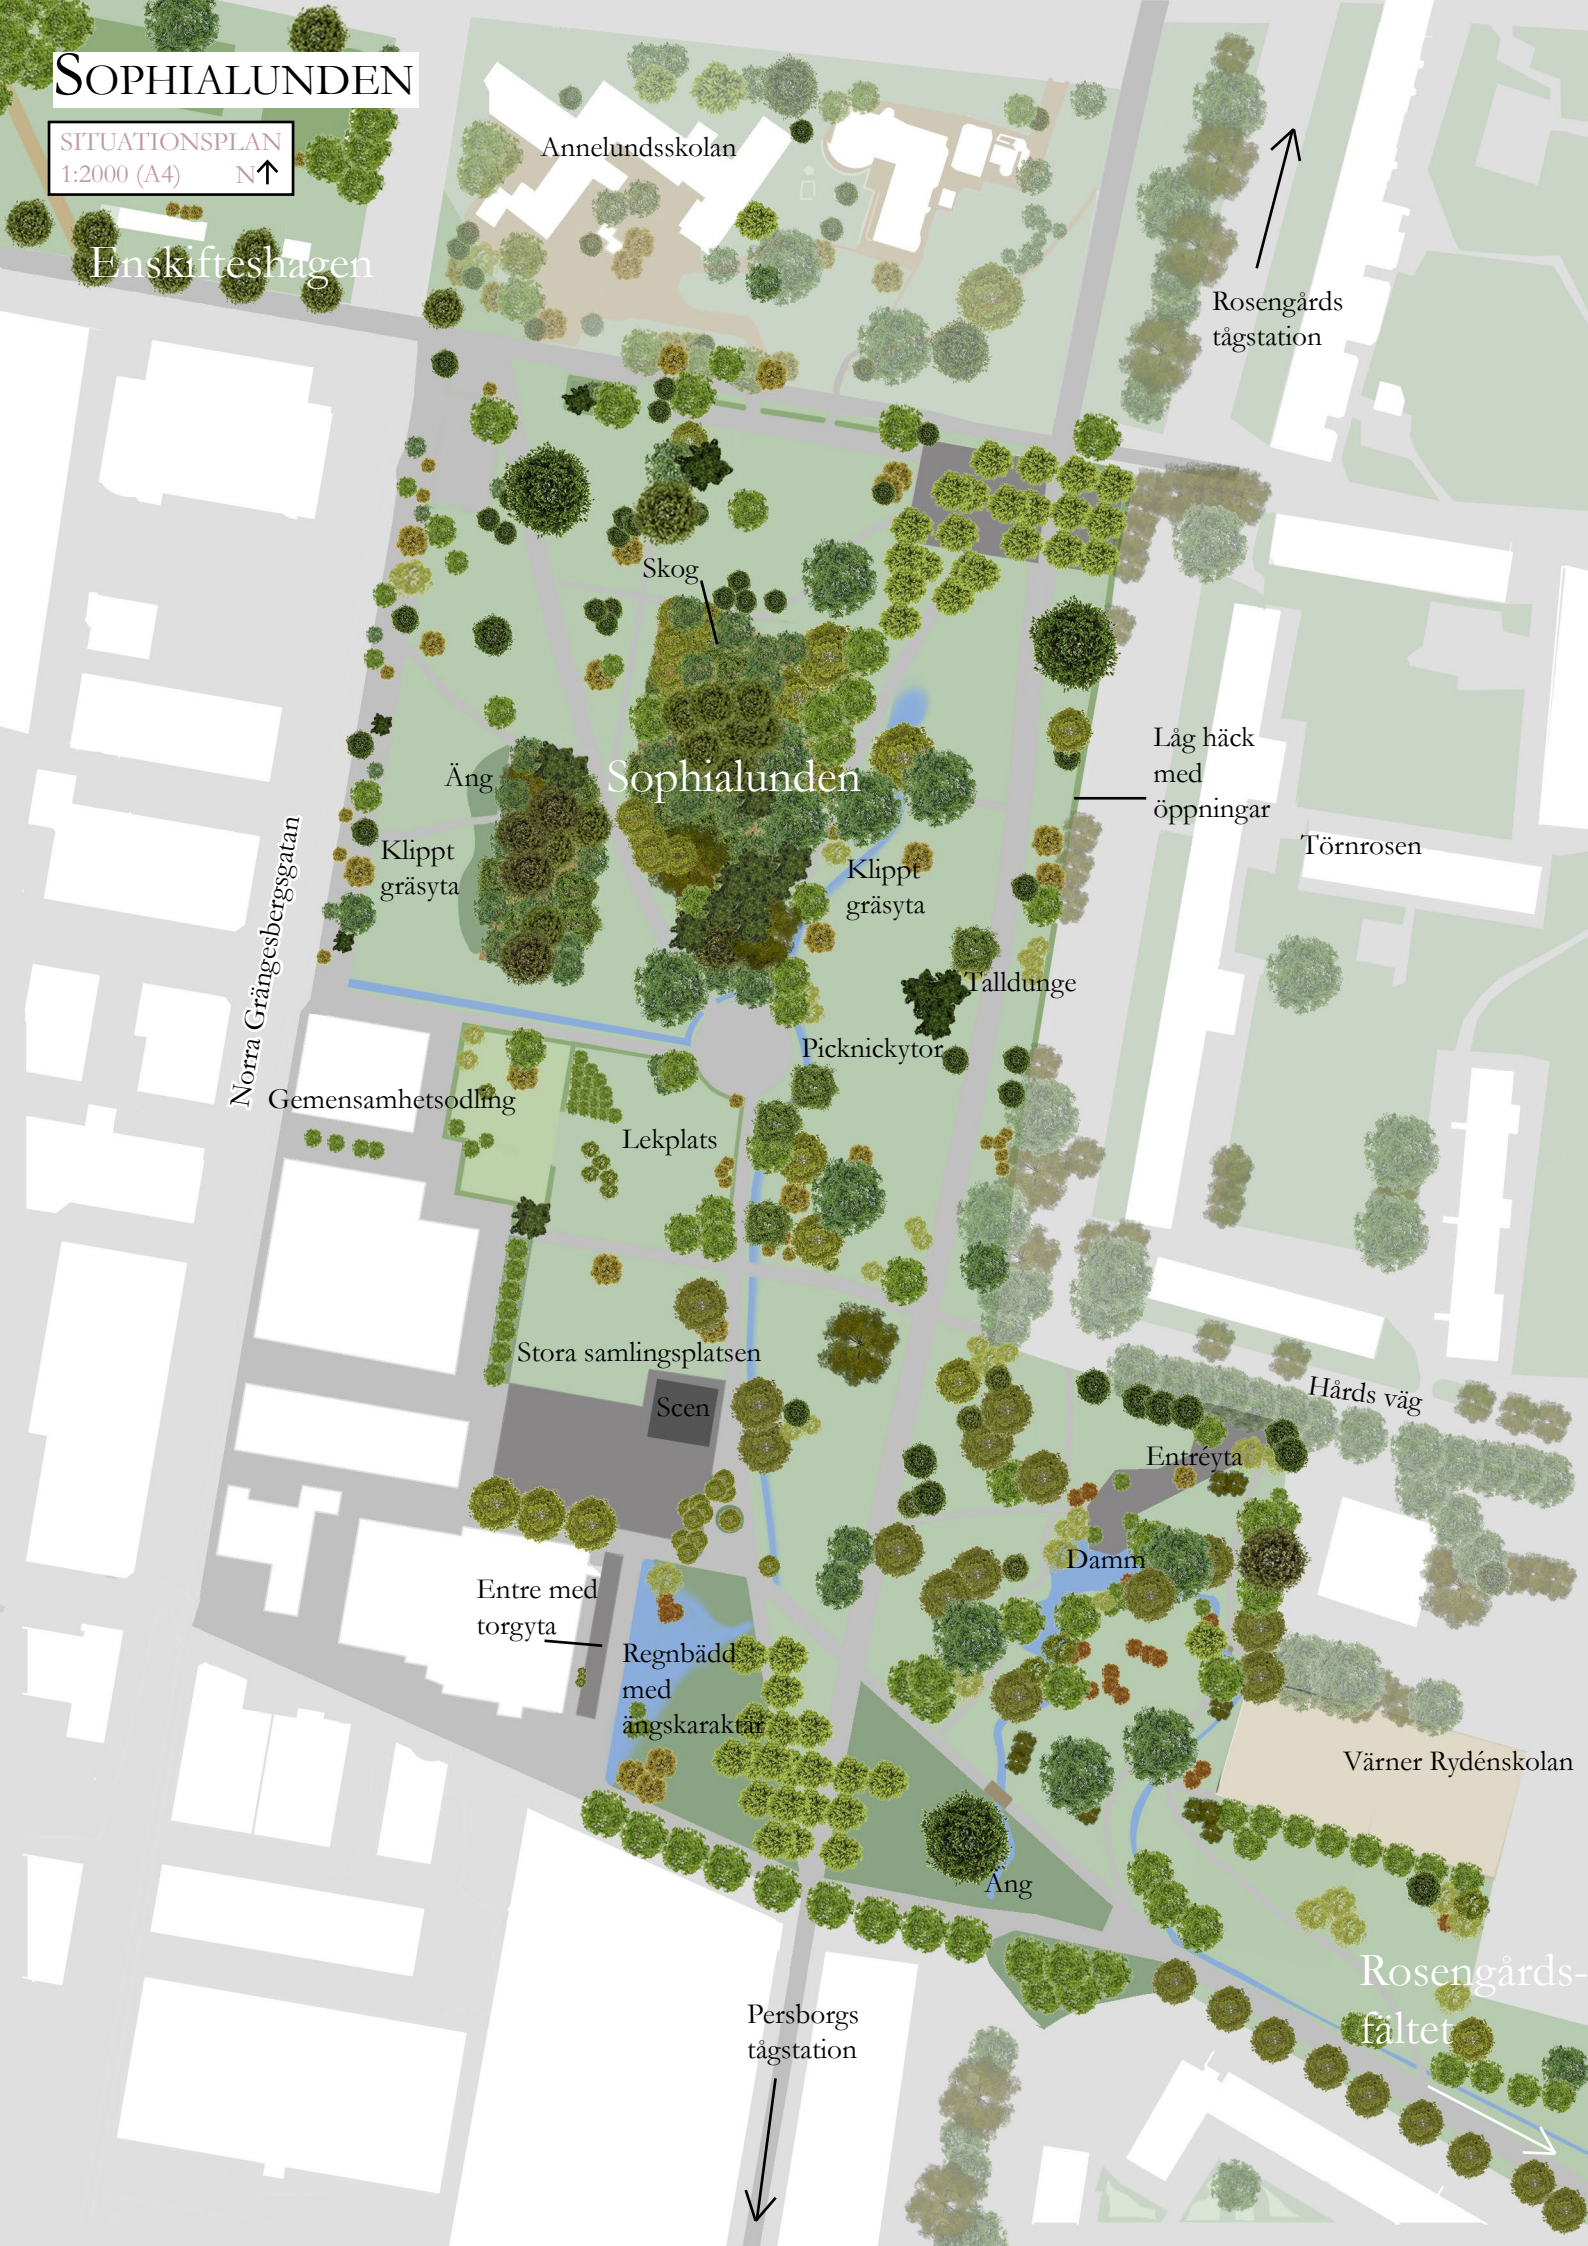 SOPHIALUNDEN
SITUATIONSPLAN
1:2000 (A4) N
Annelundsskolan
Enskifteshagen
Rosengårds
tågstation
Skog
Låg häck
med
öppningar
Äng
Sophialunden
Klippt
gräsyta
Klippt
gräsyta
Törnrosen
Norra Grängesbergsgatan
Talldunge
Picknickytor
Gemensamhetsodling
Lekplats
Stora samlingsplatsen
Scen
Hårds väg
Entréyta
Damm
Entre med
torgyta
Regnbädd
med
ängskaraktär
Värner Rydénskolan
Äng
Rosengårds-
fältet
Persborgs
tågstation